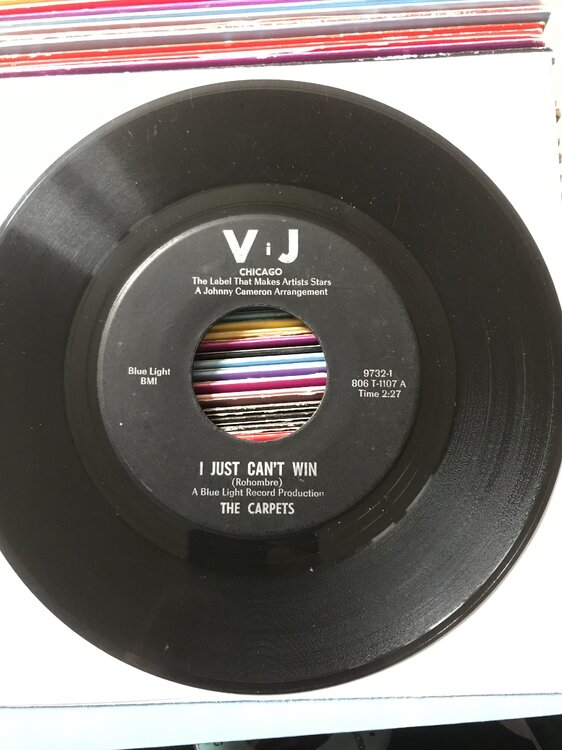 ViJ
CHICAGO
The Label That Makes Artists Stars
A Johnny Cameron Arrangement
Blue Light
BMI
9732-1
806 T-1107 A
Time 2:27
I JUST CAN'T WIN
(Rohombre)
A Blue Light Record Production
THE CARPETS